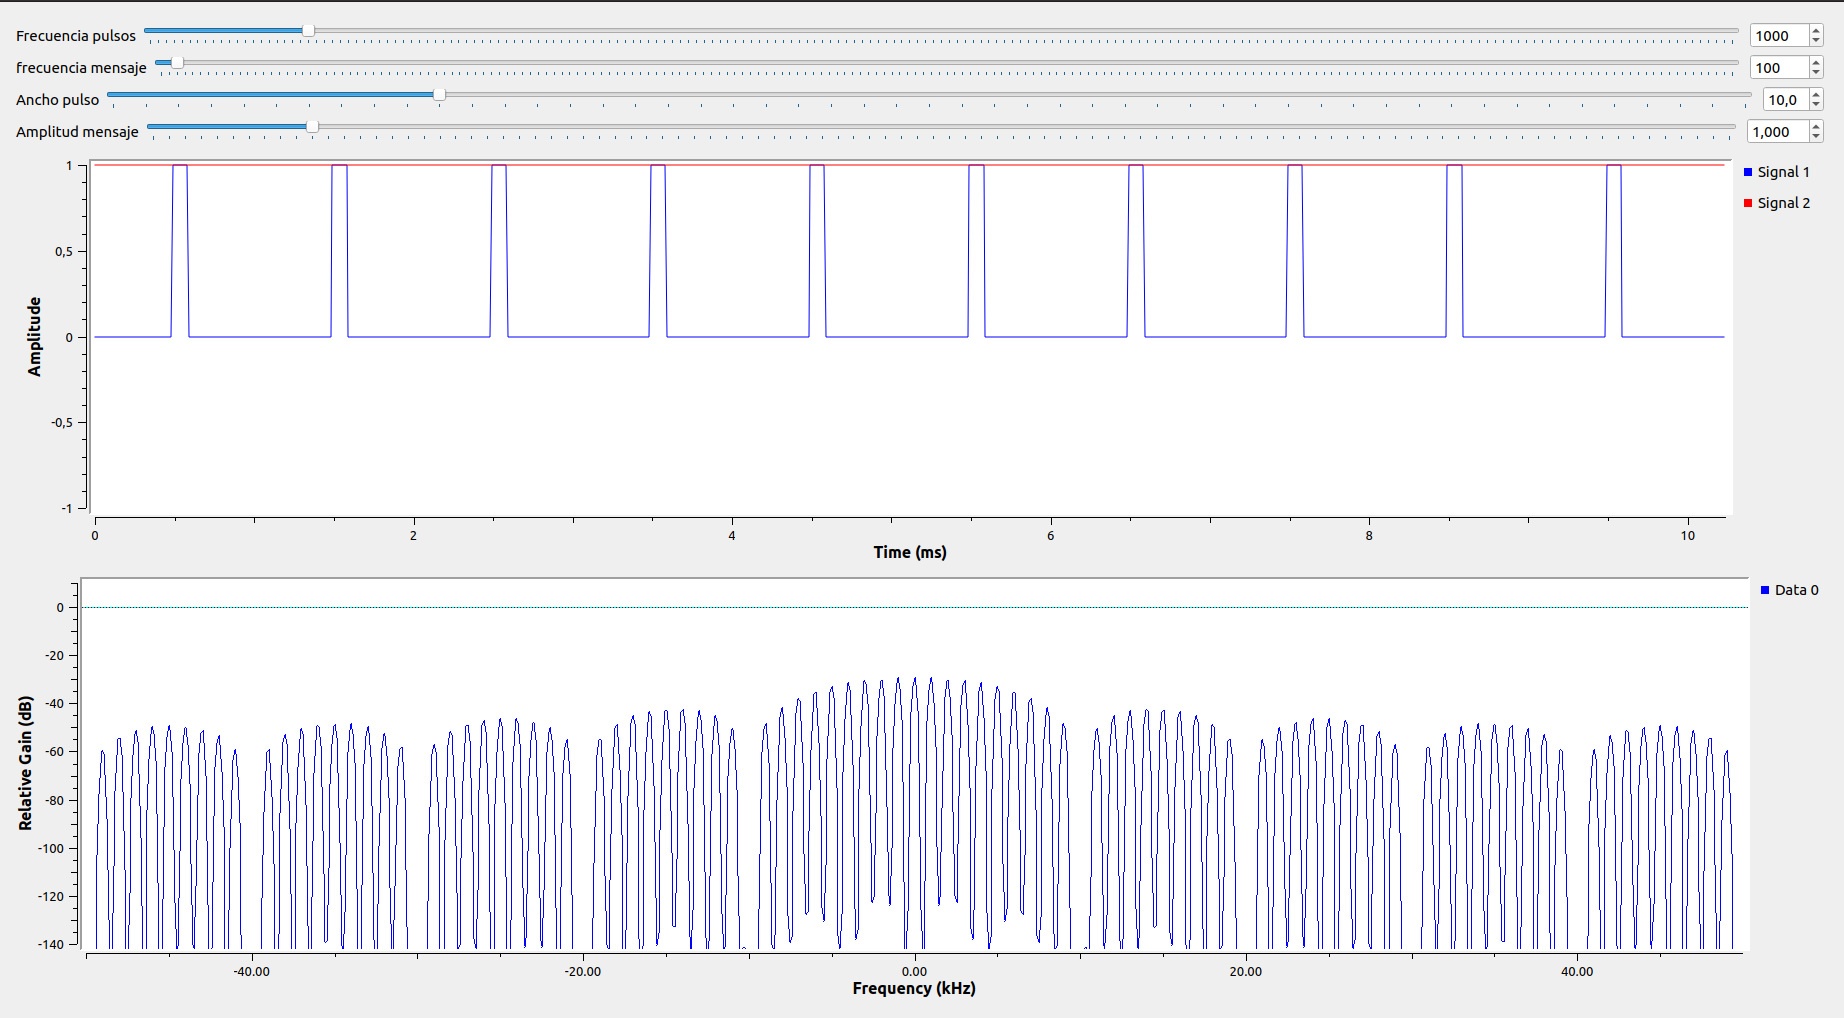 Frecuencia pulsos 1000
frecuencia mensaje 100
Ancho pulso 10,0
Amplitud mensaje 1,000
Signal 1
Signal 2
Amplitude
1
0,5
0
-0,5
-1
0 2 4 6 8 10
Time (ms)
Data 0
Relative Gain (dB)
0
-20
-40
-60
-80
-100
-120
-140
-40.00 -20.00 0.00 20.00 40.00
Frequency (kHz)